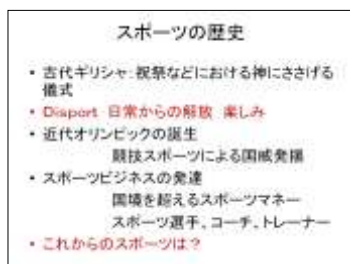 スポーツの歴史
• 古代ギリシャ:祝祭などにおける神にささげる
儀式
• Disport 日常からの解放 楽しみ
• 近代オリンピックの誕生
競技スポーツによる国威発揚
• スポーツビジネスの発達
国境を超えるスポーツマネー
スポーツ選手、コーチ、トレーナー
• これからのスポーツは?